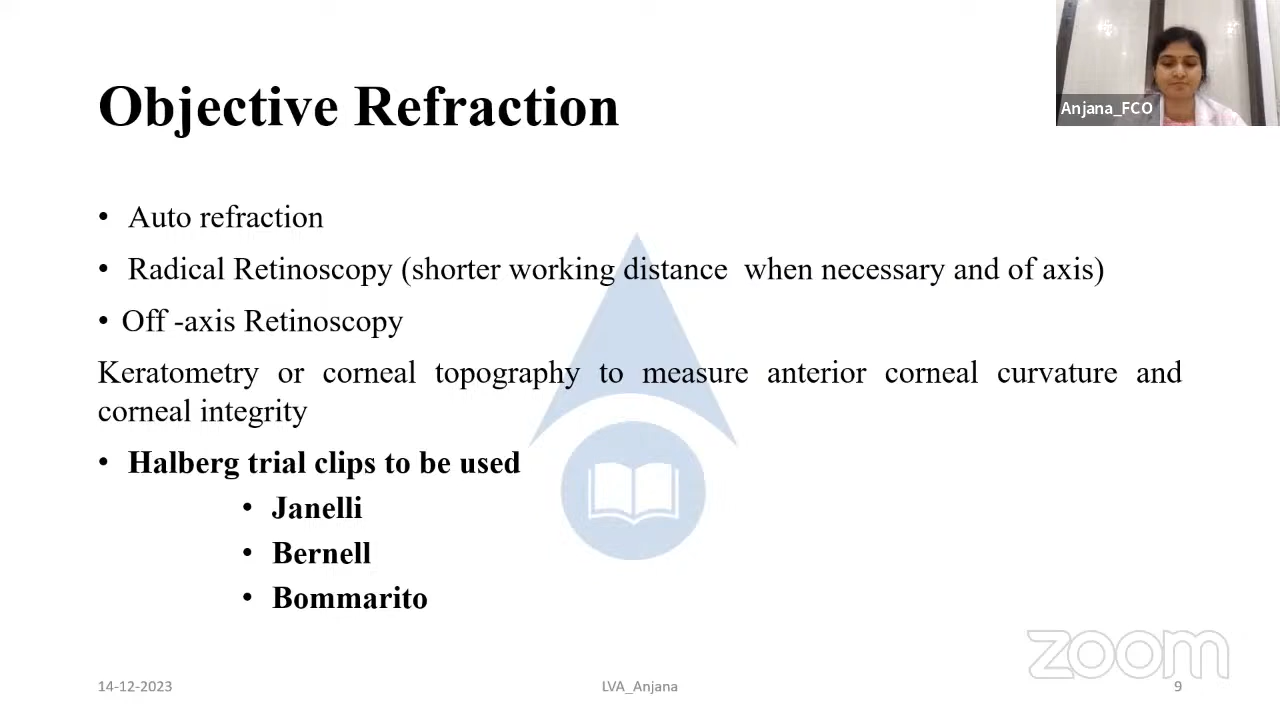 Anjana_FCO
Objective Refraction
• Auto refraction
• Radical Retinoscopy (shorter working distance when necessary and of axis)
• Off -axis Retinoscopy
Keratometry or corneal topography to measure anterior corneal curvature and
corneal integrity
• Halberg trial clips to be used
• Janelli
• Bernell
• Bommarito
zoom
14-12-2023
LVA_Anjana
9